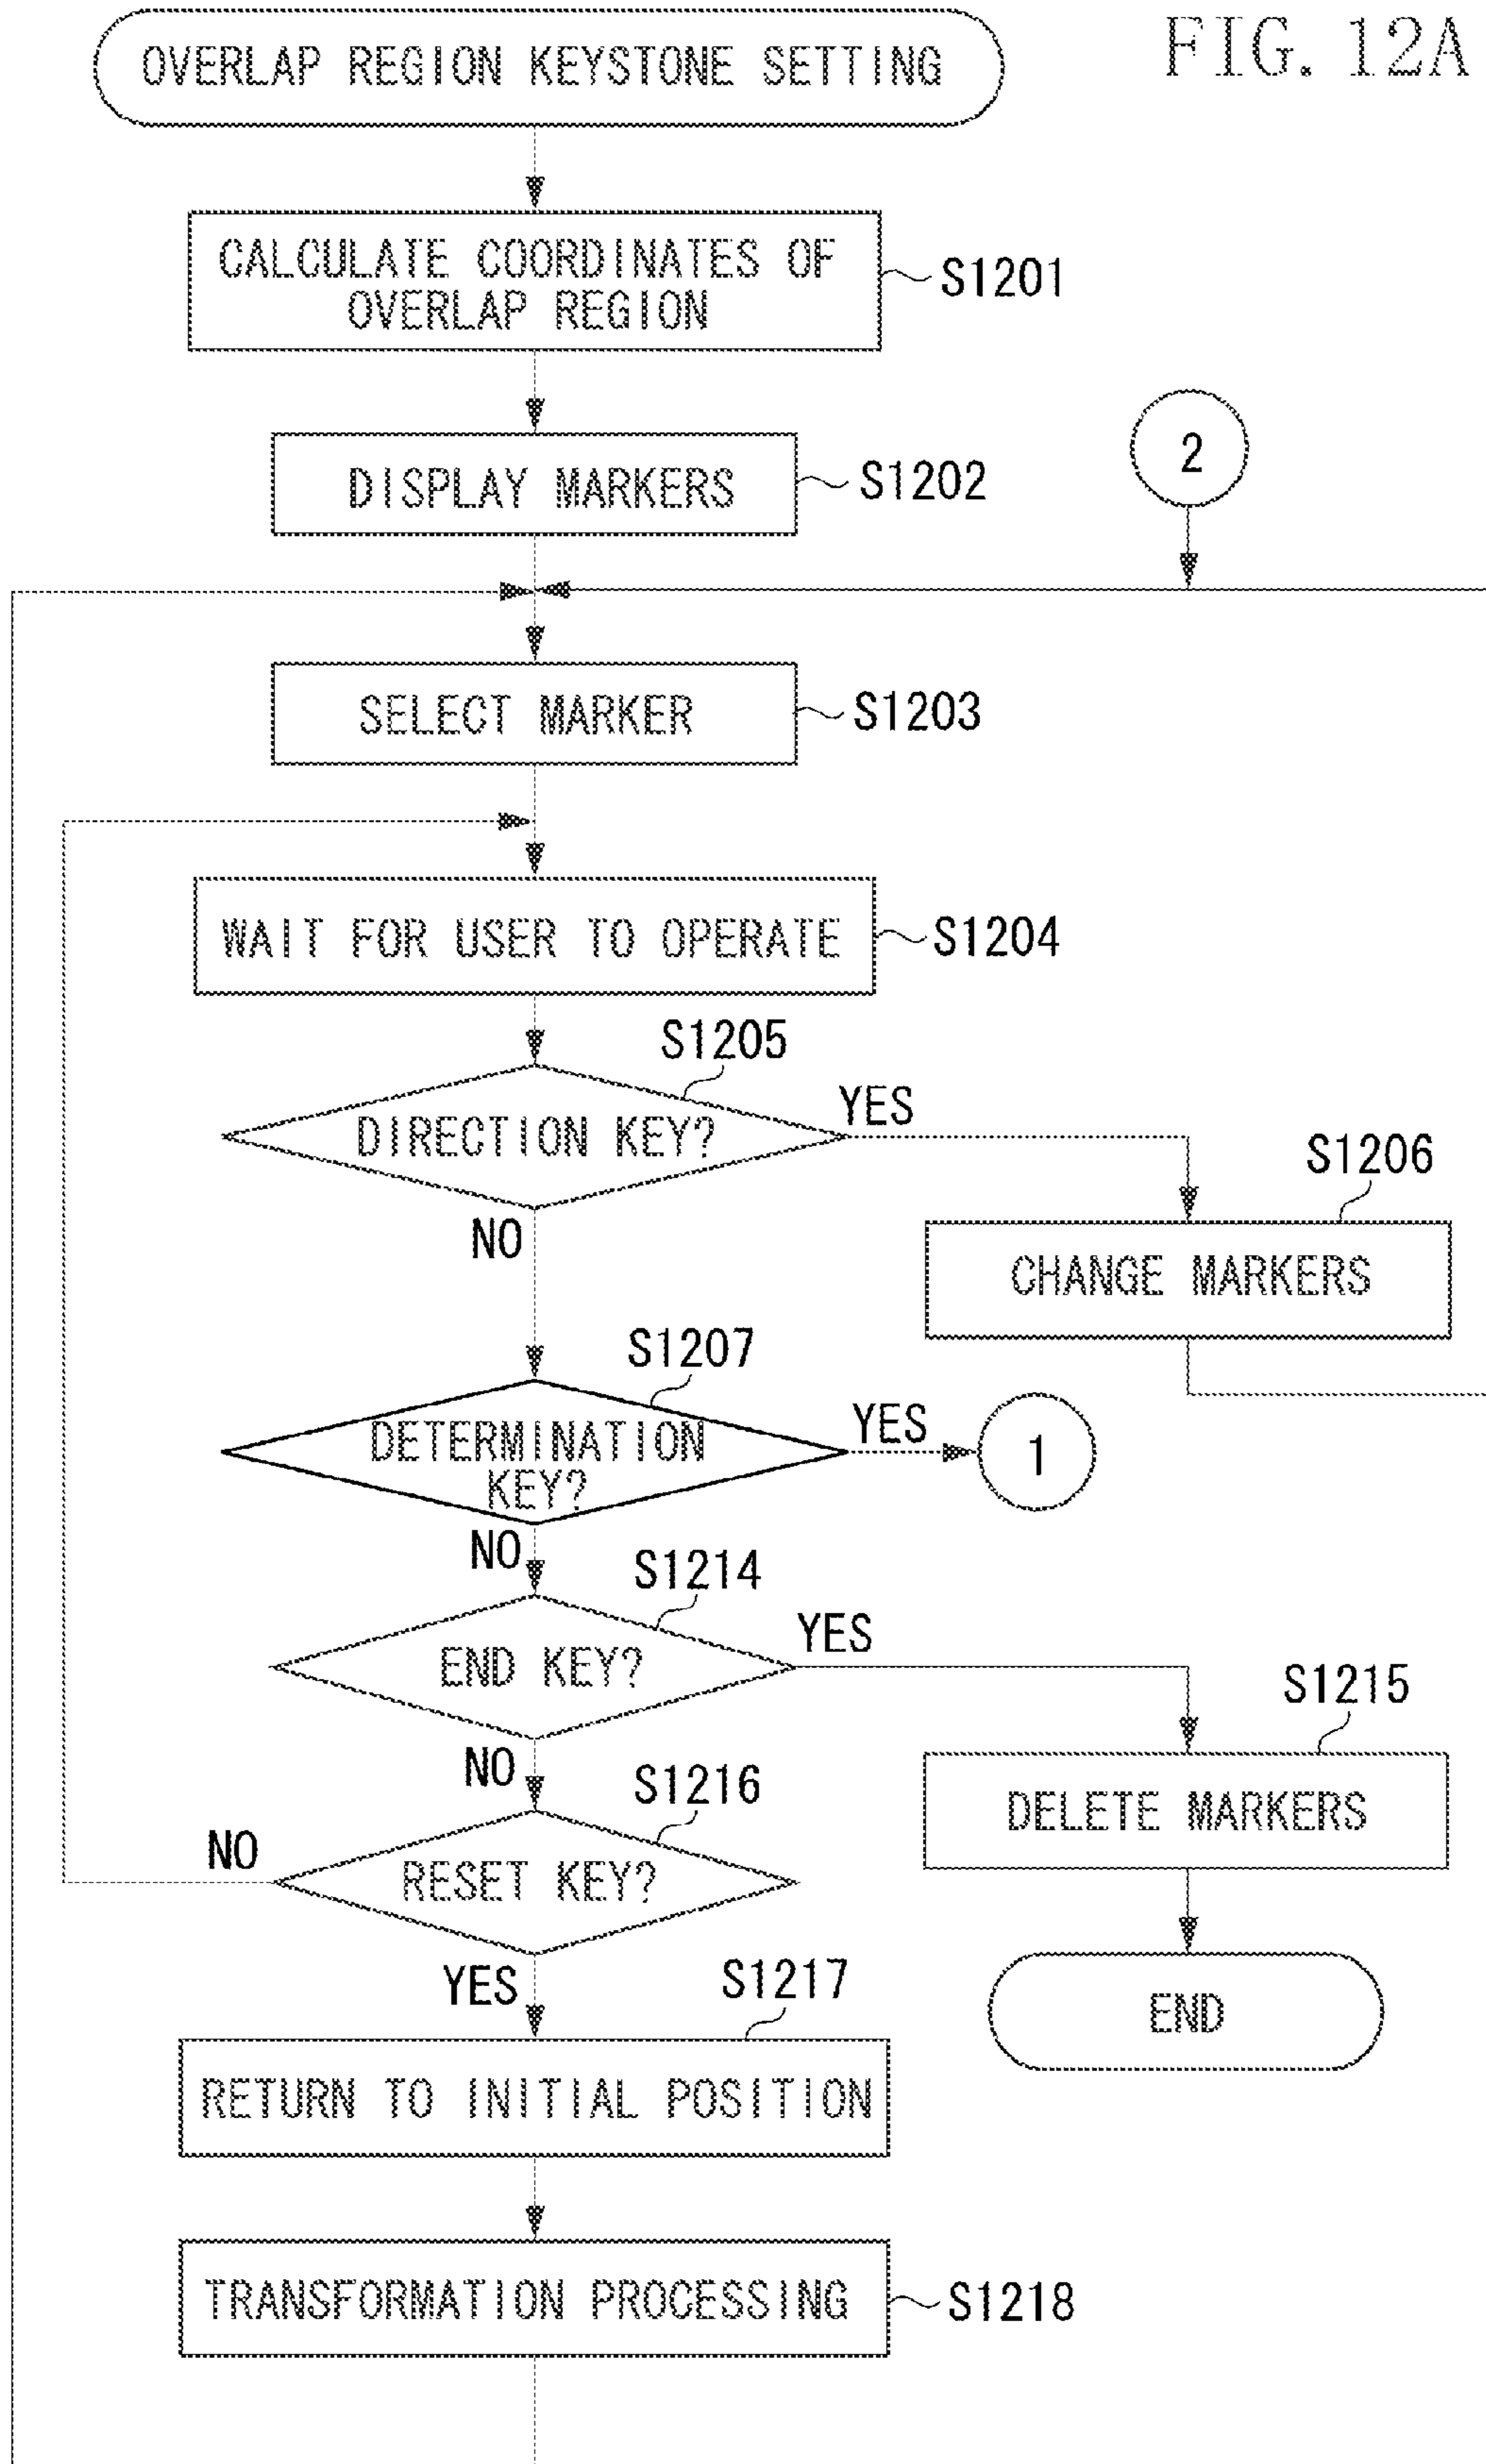 FIG. 12A
OVERLAP REGION KEYSTONE SETTING
CALCULATE COORDINATES OF
OVERLAP REGION
S1201
DISPLAY MARKERS
S1202
2
SELECT MARKER
S1203
WAIT FOR USER TO OPERATE
S1204
S1205
DIRECTION KEY?
YES
NO
S1206
CHANGE MARKERS
S1207
DETERMINATION
KEY?
YES
1
NO
S1214
END KEY?
YES
NO
S1215
DELETE MARKERS
S1216
RESET KEY?
NO
YES
END
S1217
RETURN TO INITIAL POSITION
TRANSFORMATION PROCESSING
S1218